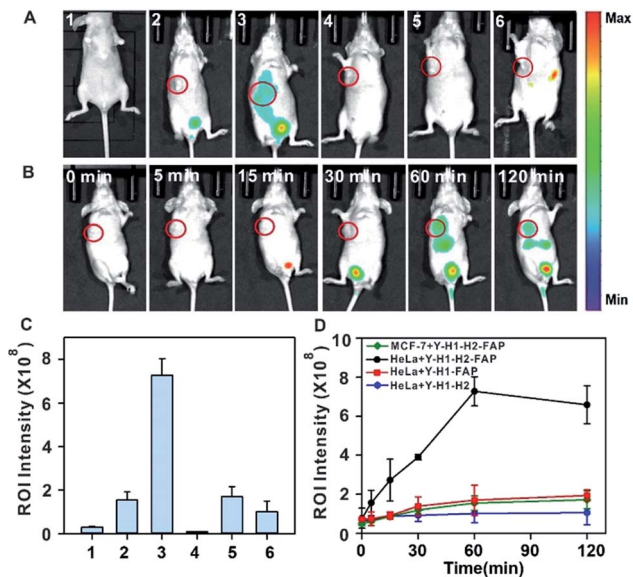 A
1 2 3 4 5 6
Max
B
0 min 5 min 15 min 30 min 60 min 120 min
Min
C
ROI Intensity (X10⁸)
8
6
4
2
0
1 2 3 4 5 6
D
ROI Intensity (X10⁸)
10
8
6
4
2
0
MCF-7+Y-H1-H2-FAP
HeLa+Y-H1-H2-FAP
HeLa+Y-H1-FAP
HeLa+Y-H1-H2
0 30 60 90 120
Time(min)